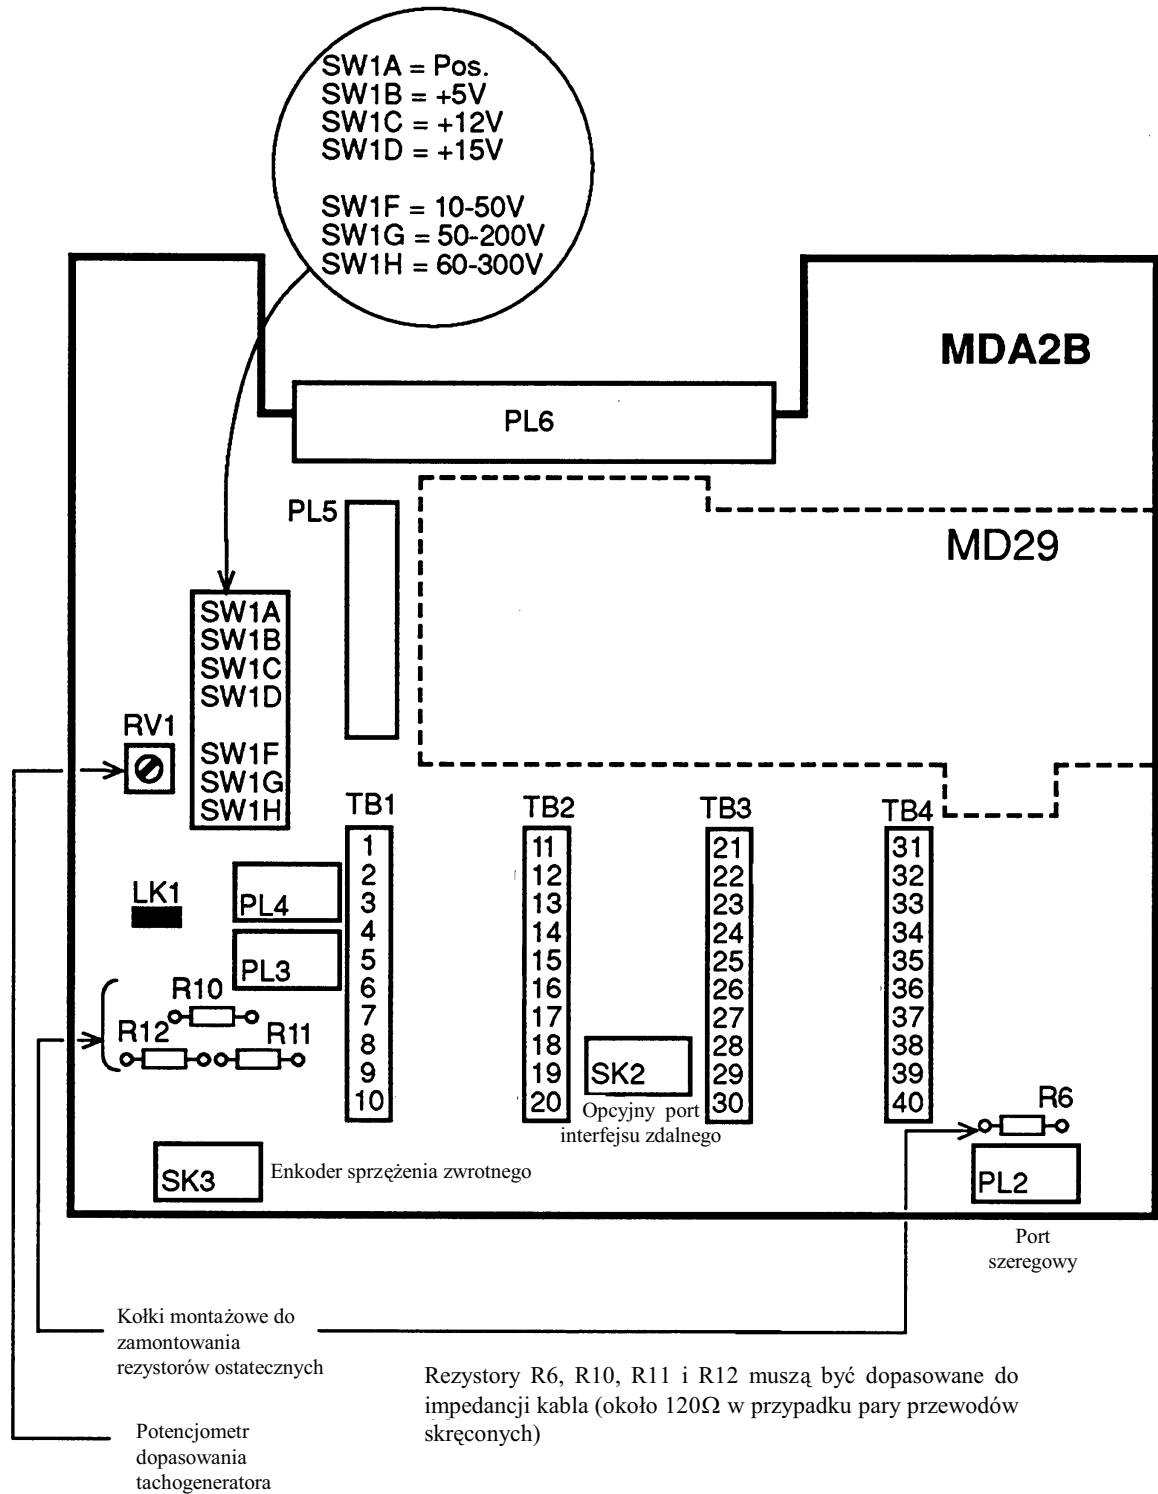 SW1A = Pos.
SW1B = +5V
SW1C = +12V
SW1D = +15V
SW1F = 10-50V
SW1G = 50-200V
SW1H = 60-300V
MDA2B
PL6
PL5
MD29
SW1A
SW1B
SW1C
SW1D
SW1F
SW1G
SW1H
RV1
LK1
PL4
PL3
R10
R12
R11
TB1
1
2
3
4
5
6
7
8
9
10
TB2
11
12
13
14
15
16
17
18
19
20
SK2
Opcyjny port
interfejsu zdalnego
TB3
21
22
23
24
25
26
27
28
29
30
TB4
31
32
33
34
35
36
37
38
39
40
R6
SK3
Enkoder sprzężenia zwrotnego
PL2
Port
szeregowy
Kołki montażowe do
zamontowania
rezystorów ostatecznych
Rezystory R6, R10, R11 i R12 muszą być dopasowane do
impedancji kabla (około 120Ω w przypadku pary przewodów
skręconych)
Potencjometr
dopasowania
tachogeneratora